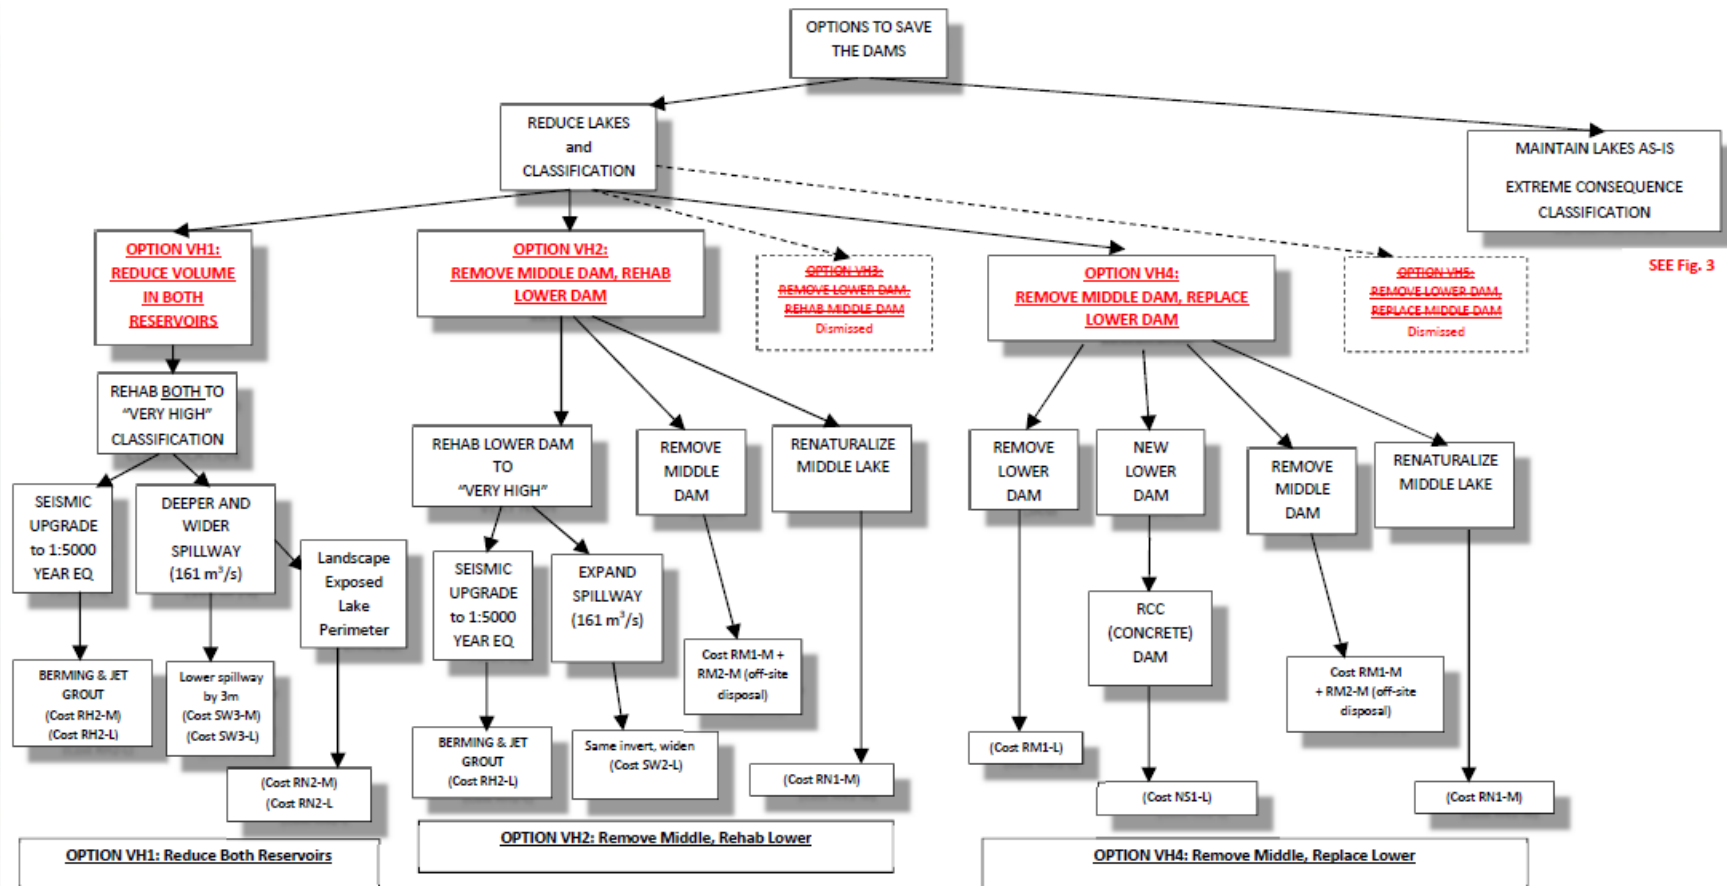 OPTIONS TO SAVE
THE DAMS
REDUCE LAKES
and
CLASSIFICATION
MAINTAIN LAKES AS-IS
EXTREME CONSEQUENCE
CLASSIFICATION
SEE Fig. 3
OPTION VH1:
REDUCE VOLUME
IN BOTH
RESERVOIRS
OPTION VH2:
REMOVE MIDDLE DAM, REHAB
LOWER DAM
OPTION VH3:
REMOVE LOWER DAM,
REHAB MIDDLE DAM
Dismissed
OPTION VH4:
REMOVE MIDDLE DAM, REPLACE
LOWER DAM
OPTION VH5:
REMOVE LOWER DAM,
REPLACE MIDDLE DAM
Dismissed
REHAB BOTH TO
“VERY HIGH”
CLASSIFICATION
SEISMIC
UPGRADE
to 1:5000
YEAR EQ
DEEPER AND
WIDER
SPILLWAY
(161 m³/s)
Landscape
Exposed
Lake
Perimeter
BERMING & JET
GROUT
(Cost RH2-M)
(Cost RH2-L)
Lower spillway
by 3m
(Cost SW3-M)
(Cost SW3-L)
(Cost RN2-M)
(Cost RN2-L
REHAB LOWER DAM
TO
“VERY HIGH”
REMOVE
MIDDLE
DAM
RENATURALIZE
MIDDLE LAKE
SEISMIC
UPGRADE
to 1:5000
YEAR EQ
EXPAND
SPILLWAY
(161 m³/s)
Cost RM1-M +
RM2-M (off-site
disposal)
BERMING & JET
GROUT
(Cost RH2-L)
Same invert, widen
(Cost SW2-L)
(Cost RN1-M)
REMOVE
LOWER
DAM
NEW
LOWER
DAM
REMOVE
MIDDLE
DAM
RENATURALIZE
MIDDLE LAKE
RCC
(CONCRETE)
DAM
Cost RM1-M
+ RM2-M (off-site
disposal)
(Cost RM1-L)
(Cost NS1-L)
(Cost RN1-M)
OPTION VH1: Reduce Both Reservoirs
OPTION VH2: Remove Middle, Rehab Lower
OPTION VH4: Remove Middle, Replace Lower